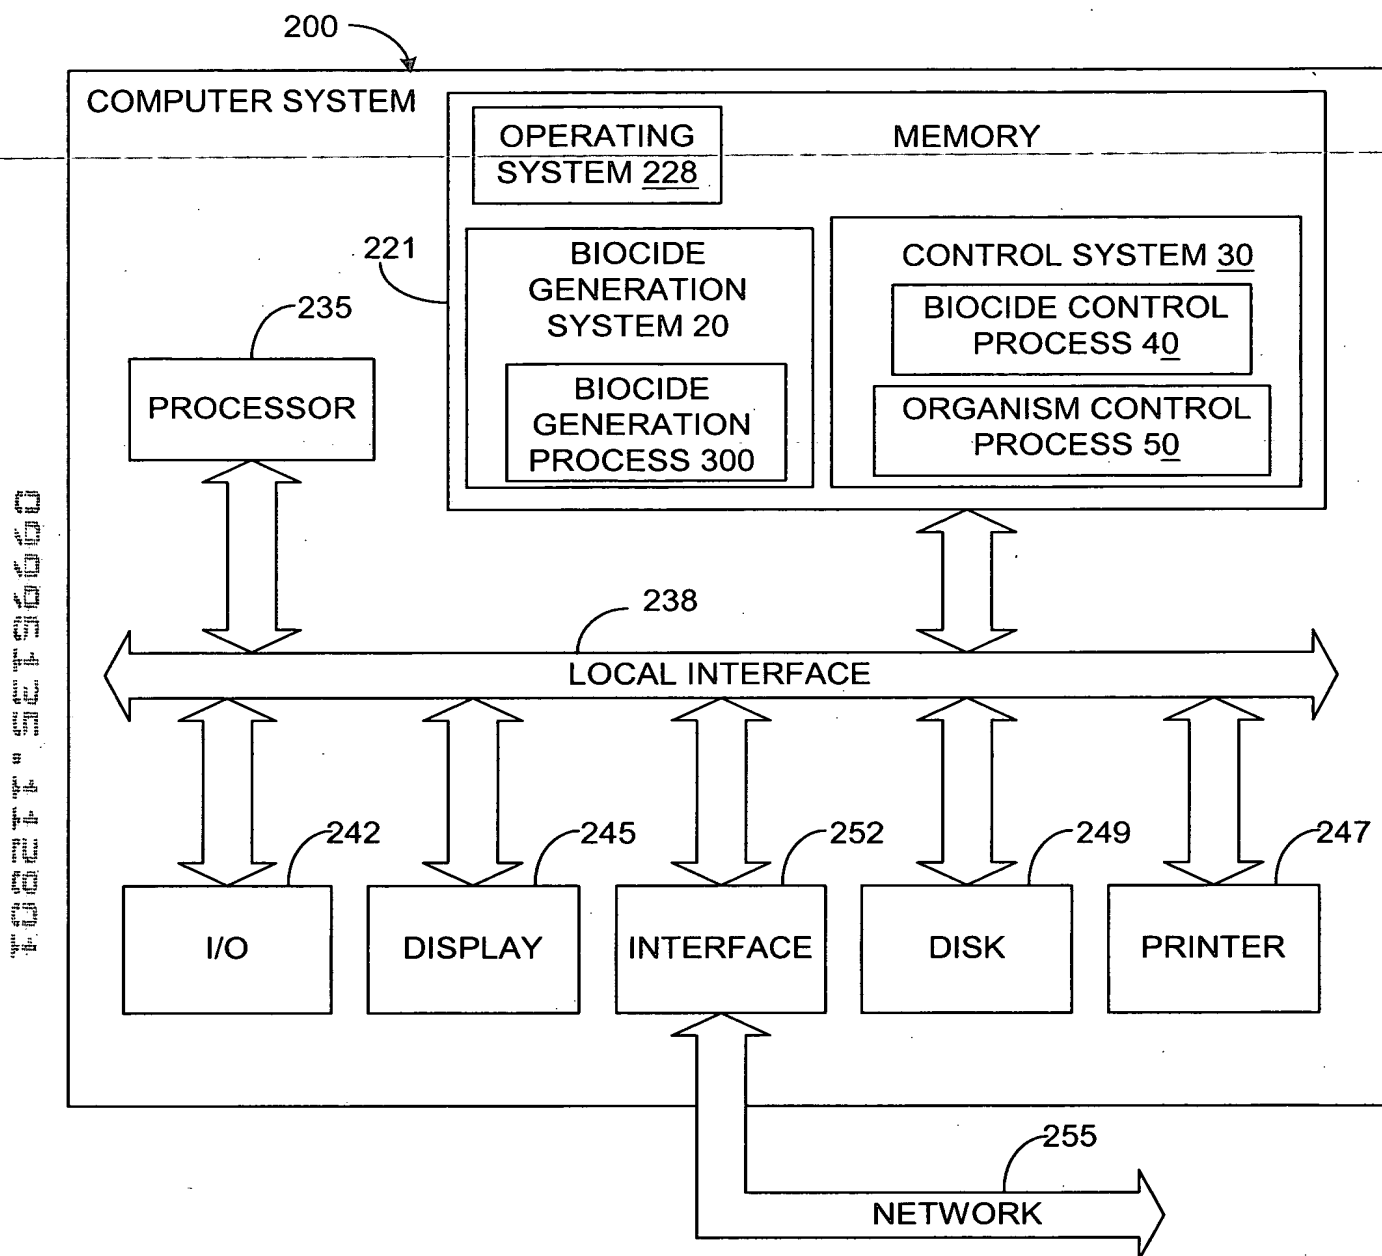 200
COMPUTER SYSTEM
OPERATING
SYSTEM 228
MEMORY
221
BIOCIDE
GENERATION
SYSTEM 20
BIOCIDE
GENERATION
PROCESS 300
CONTROL SYSTEM 30
BIOCIDE CONTROL
PROCESS 40
ORGANISM CONTROL
PROCESS 50
235
PROCESSOR
238
LOCAL INTERFACE
242
245
252
249
247
I/O
DISPLAY
INTERFACE
DISK
PRINTER
255
NETWORK